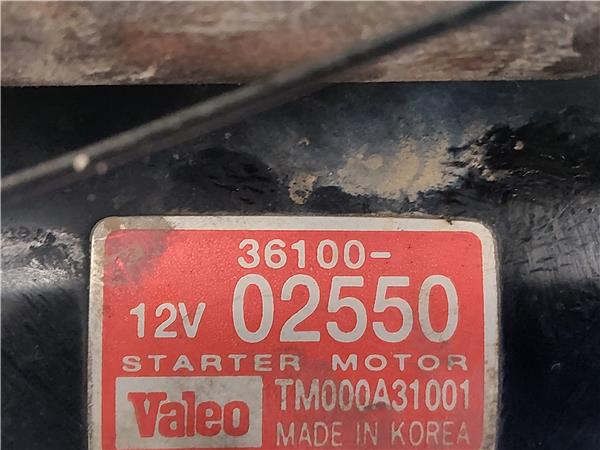 36100-
12V 02550
STARTER MOTOR
Valeo TM000A31001
MADE IN KOREA